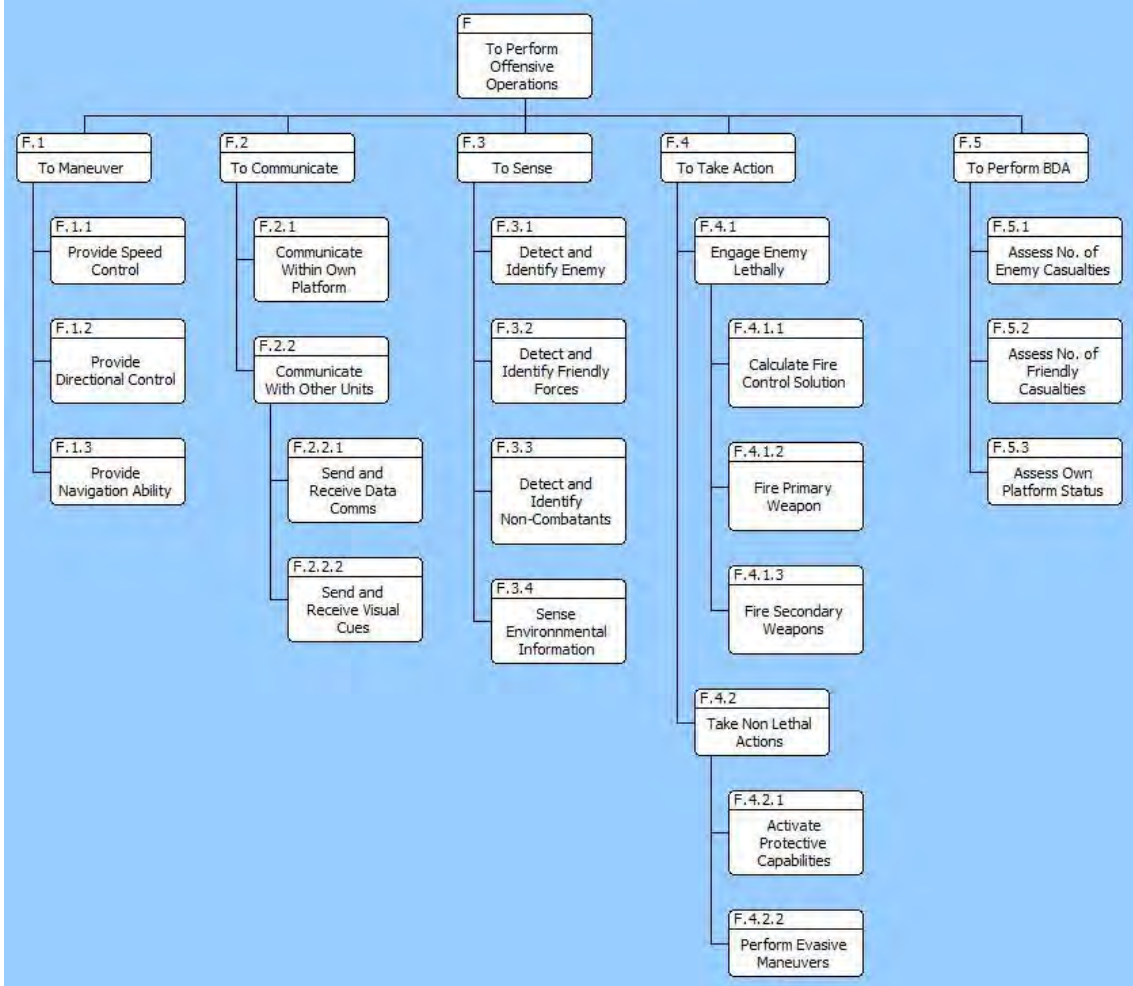 F
To Perform
Offensive
Operations
F.1
To Maneuver
F.1.1
Provide Speed
Control
F.1.2
Provide
Directional Control
F.1.3
Provide
Navigation Ability
F.2
To Communicate
F.2.1
Communicate
Within Own
Platform
F.2.2
Communicate
With Other Units
F.2.2.1
Send and
Receive Data
Comms
F.2.2.2
Send and
Receive Visual
Cues
F.3
To Sense
F.3.1
Detect and
Identify Enemy
F.3.2
Detect and
Identify Friendly
Forces
F.3.3
Detect and
Identify
Non-Combatants
F.3.4
Sense
Environnmental
Information
F.4
To Take Action
F.4.1
Engage Enemy
Lethally
F.4.1.1
Calculate Fire
Control Solution
F.4.1.2
Fire Primary
Weapon
F.4.1.3
Fire Secondary
Weapons
F.4.2
Take Non Lethal
Actions
F.4.2.1
Activate
Protective
Capabilities
F.4.2.2
Perform Evasive
Maneuvers
F.5
To Perform BDA
F.5.1
Assess No. of
Enemy Casualties
F.5.2
Assess No. of
Friendly
Casualties
F.5.3
Assess Own
Platform Status